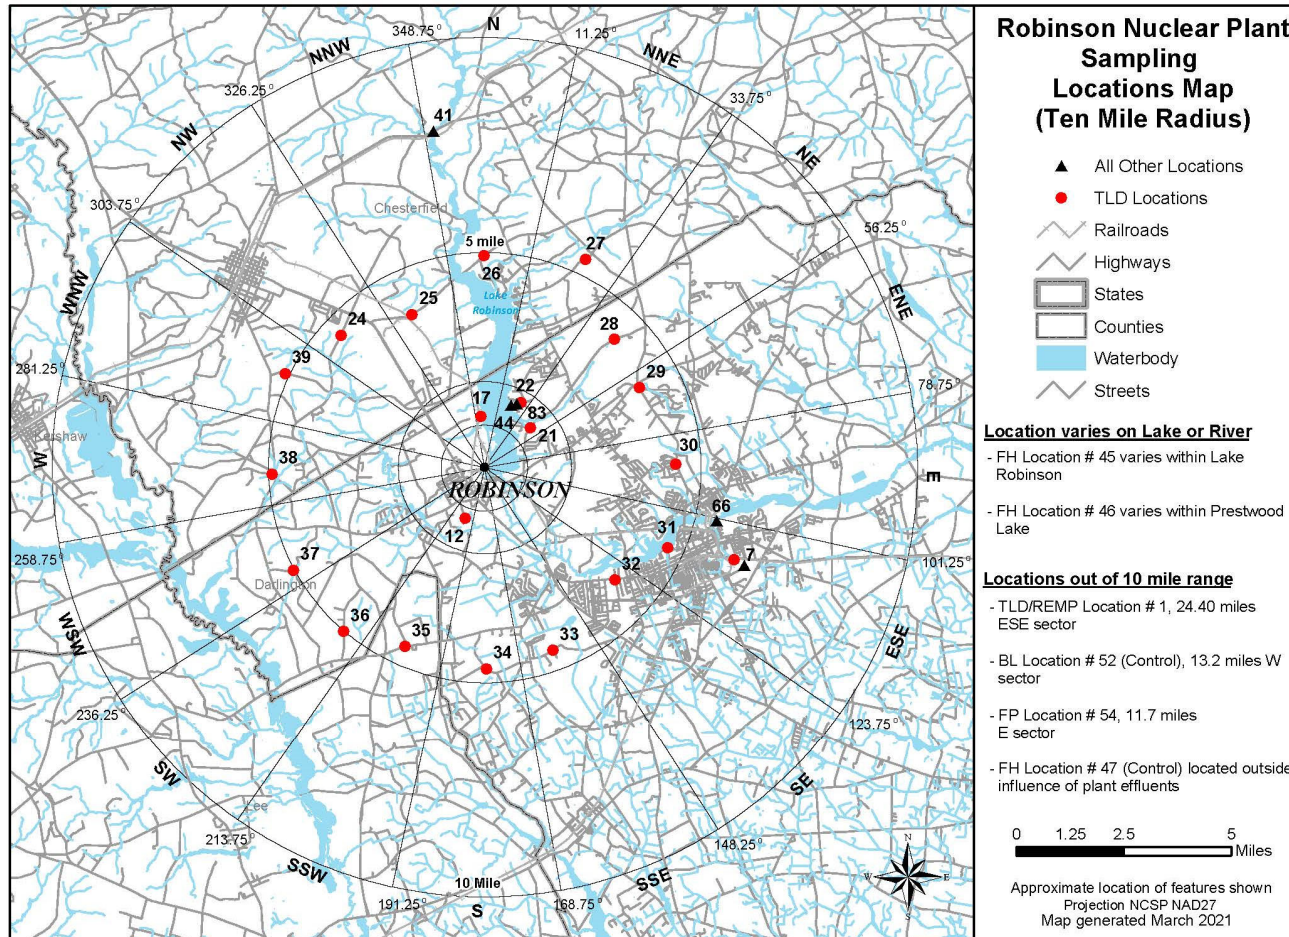 Robinson Nuclear Plant
Sampling
Locations Map
(Ten Mile Radius)
All Other Locations
TLD Locations
Railroads
Highways
States
Counties
Waterbody
Streets
Location varies on Lake or River
- FH Location # 45 varies within Lake
Robinson
- FH Location # 46 varies within Prestwood
Lake
Locations out of 10 mile range
- TLD/REMP Location # 1, 24.40 miles
ESE sector
- BL Location # 52 (Control), 13.2 miles W
sector
- FP Location # 54, 11.7 miles
E sector
- FH Location # 47 (Control) located outside
influence of plant effluents
N
W
E
S
0 1.25 2.5 5
Miles
Approximate location of features shown
Projection NCSP NAD27
Map generated March 2021
348.75°
N
11.25°
NNW
NNE
326.25°
33.75°
41
NW
NE
303.75°
Chesterfield
56.25°
5 mile
27
26
WNW
Lake
Robinson
ENE
25
24
28
39
29
281.25°
78.75°
22
17
83
44
21
Kershaw
W
38
30
E
ROBINSON
66
12
31
7
258.75°
37
Darlington
32
101.25°
36
35
33
34
WSW
ESE
236.25°
123.75°
SW
SE
Lee
213.75°
148.25°
SSW
10 Mile
SSE
191.25°
S
168.75°